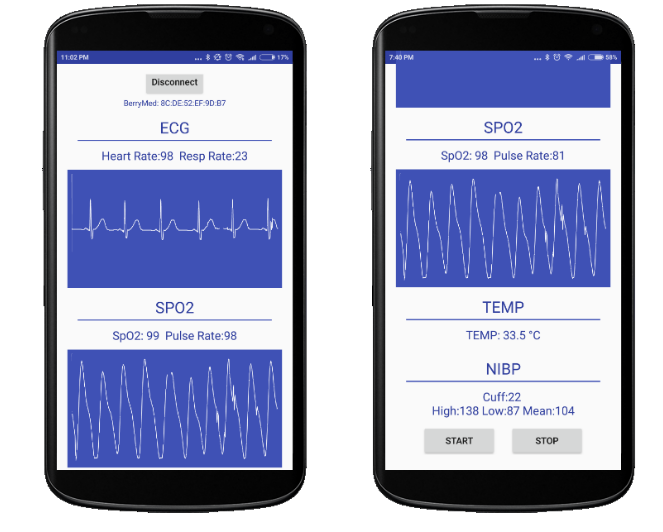 11:02 PM
17%
Disconnect
BerryMed: 8C:DE:52:EF:9D:B7
ECG
Heart Rate:98 Resp Rate:23
SPO2
SpO2: 99 Pulse Rate:98
7:40 PM
58%
SPO2
SpO2: 98 Pulse Rate:81
TEMP
TEMP: 33.5 °C
NIBP
Cuff:22
High:138 Low:87 Mean:104
START STOP